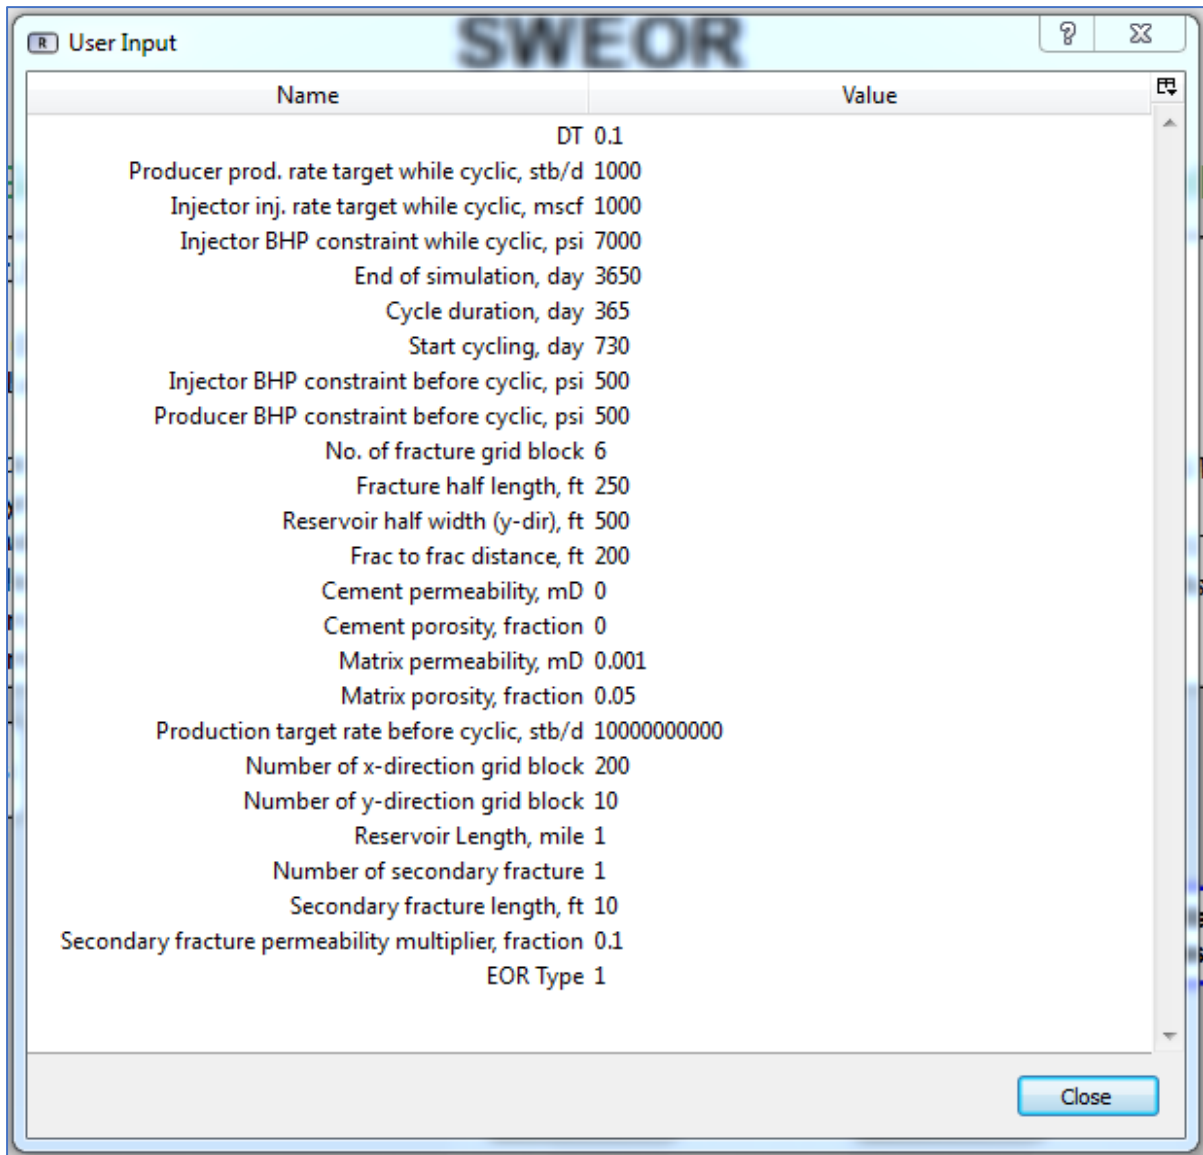 SWEOR
R User Input
Name Value
DT 0.1
Producer prod. rate target while cyclic, stb/d 1000
Injector inj. rate target while cyclic, mscf 1000
Injector BHP constraint while cyclic, psi 7000
End of simulation, day 3650
Cycle duration, day 365
Start cycling, day 730
Injector BHP constraint before cyclic, psi 500
Producer BHP constraint before cyclic, psi 500
No. of fracture grid block 6
Fracture half length, ft 250
Reservoir half width (y-dir), ft 500
Frac to frac distance, ft 200
Cement permeability, mD 0
Cement porosity, fraction 0
Matrix permeability, mD 0.001
Matrix porosity, fraction 0.05
Production target rate before cyclic, stb/d 10000000000
Number of x-direction grid block 200
Number of y-direction grid block 10
Reservoir Length, mile 1
Number of secondary fracture 1
Secondary fracture length, ft 10
Secondary fracture permeability multiplier, fraction 0.1
EOR Type 1
Close